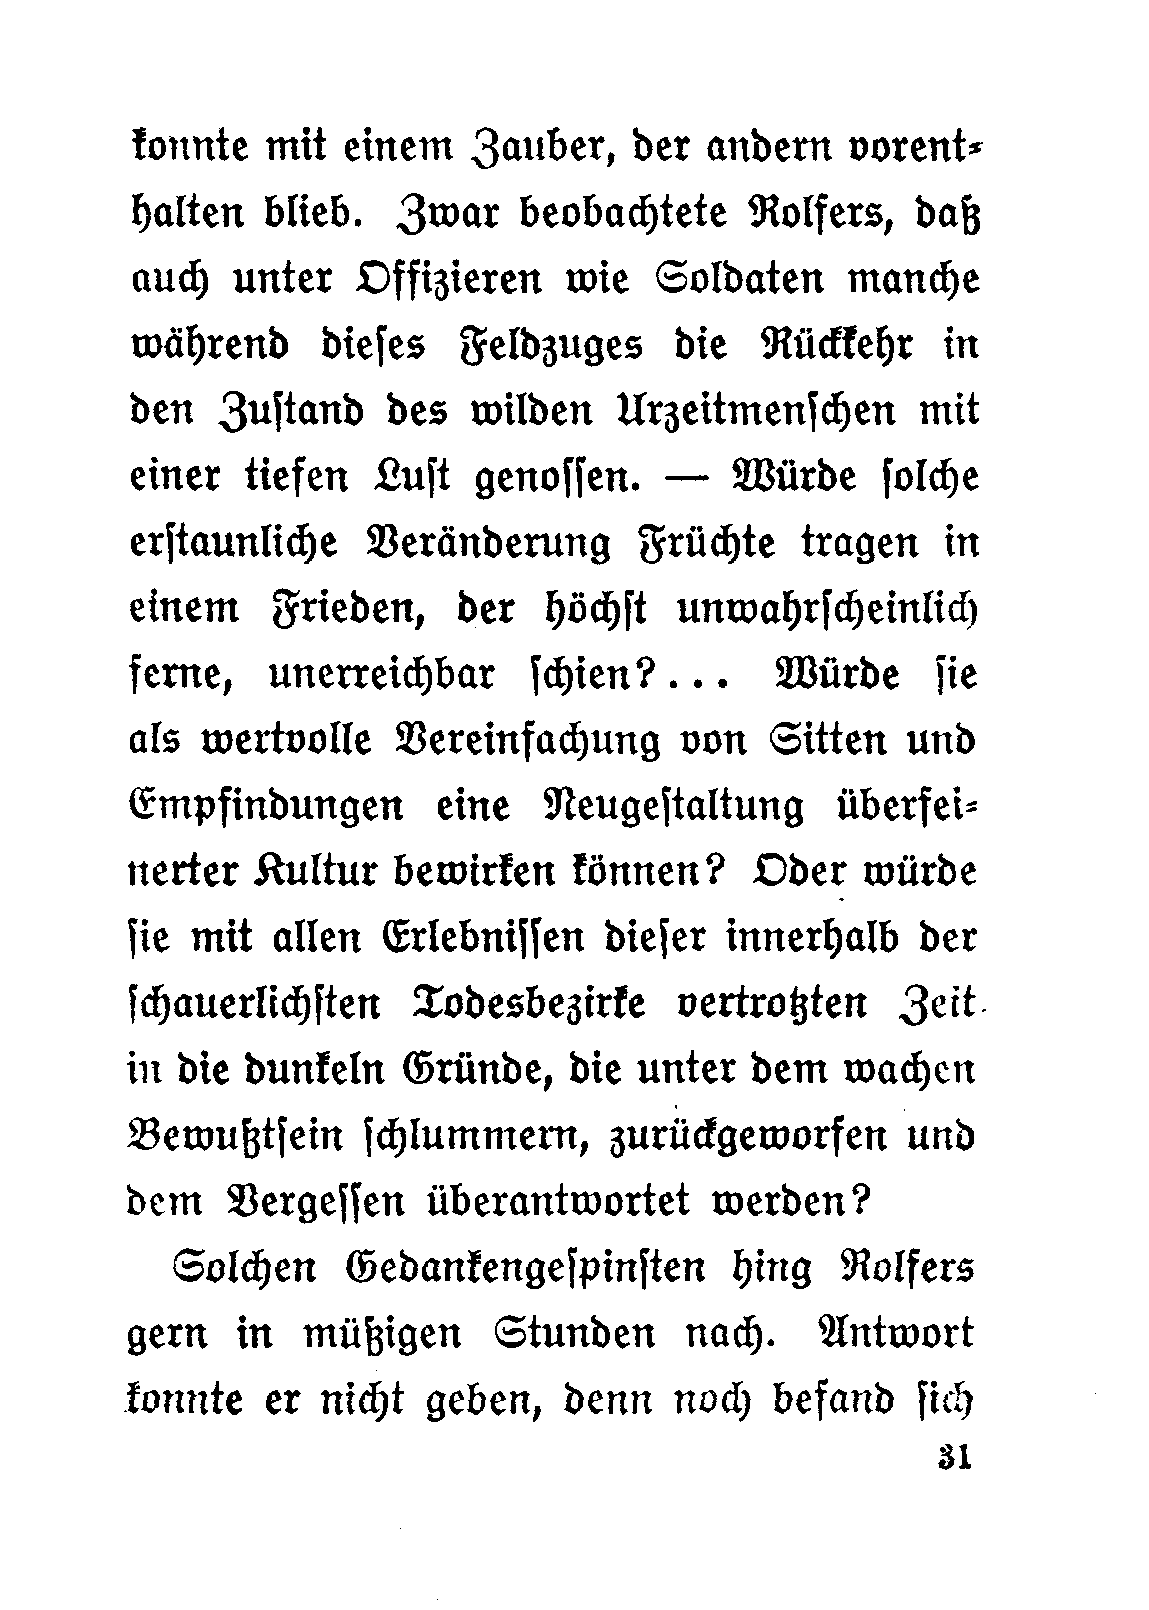 konnte mit einem Zauber, der andern vorent-
halten blieb. Zwar beobachtete Rolfers, daß
auch unter Offizieren wie Soldaten manche
während dieſes Feldzuges die Rückkehr in
den Zuſtand des wilden Urzeitmenſchen mit
einer tiefen Luſt genoſſen. — Würde ſolche
erſtaunliche Veränderung Früchte tragen in
einem Frieden, der höchſt unwahrſcheinlich
ferne, unerreichbar ſchien?... Würde ſie
als wertvolle Vereinfachung von Sitten und
Empfindungen eine Neugeſtaltung überfei-
nerter Kultur bewirken können? Oder würde
ſie mit allen Erlebniſſen dieſer innerhalb der
ſchauerlichſten Todesbezirke vertrotzten Zeit
in die dunkeln Gründe, die unter dem wachen
Bewußtſein ſchlummern, zurückgeworfen und
dem Vergeſſen überantwortet werden?
Solchen Gedankengeſpinſten hing Rolfers
gern in müßigen Stunden nach. Antwort
konnte er nicht geben, denn noch befand ſich
31